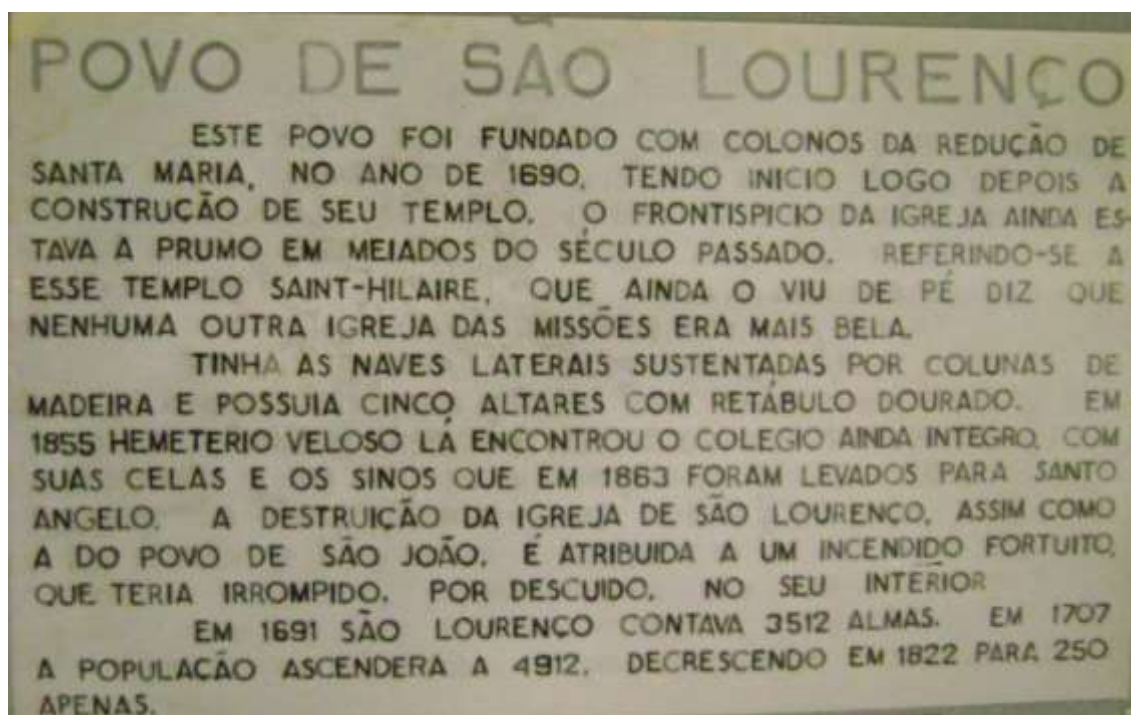 POVO DE SÃO LOURENÇO
ESTE POVO FOI FUNDADO COM COLONOS DA REDUÇÃO DE
SANTA MARIA, NO ANO DE 1690, TENDO INICIO LOGO DEPOIS A
CONSTRUCÃO DE SEU TEMPLO. O FRONTISPICIO DA IGREJA AINDA ES-
TAVA A PRUMO EM MEIADOS DO SÉCULO PASSADO. REFERINDO-SE A
ESSE TEMPLO SAINT-HILAIRE, QUE AINDA O VIU DE PÉ DIZ QUE
NENHUMA OUTRA IGREJA DAS MISSÕES ERA MAIS BELA.
TINHA AS NAVES LATERAIS SUSTENTADAS POR COLUNAS DE
MADEIRA E POSSUIA CINCO ALTARES COM RETÁBULO DOURADO. EM
1855 HEMETERIO VELOSO LÁ ENCONTROU O COLEGIO AINDA INTEGRO, COM
SUAS CELAS E OS SINOS QUE EM 1863 FORAM LEVADOS PARA SANTO
ANGELO. A DESTRUIÇÃO DA IGREJA DE SÃO LOURENÇO, ASSIM COMO
A DO POVO DE SÃO JOÃO, É ATRIBUIDA A UM INCENDIDO FORTUITO,
QUE TERIA IRROMPIDO, POR DESCUIDO, NO SEU INTERIOR
EM 1691 SÃO LOURENÇO CONTAVA 3512 ALMAS. EM 1707
A POPULAÇÃO ASCENDERA A 4912, DECRESCENDO EM 1822 PARA 250
APENAS.